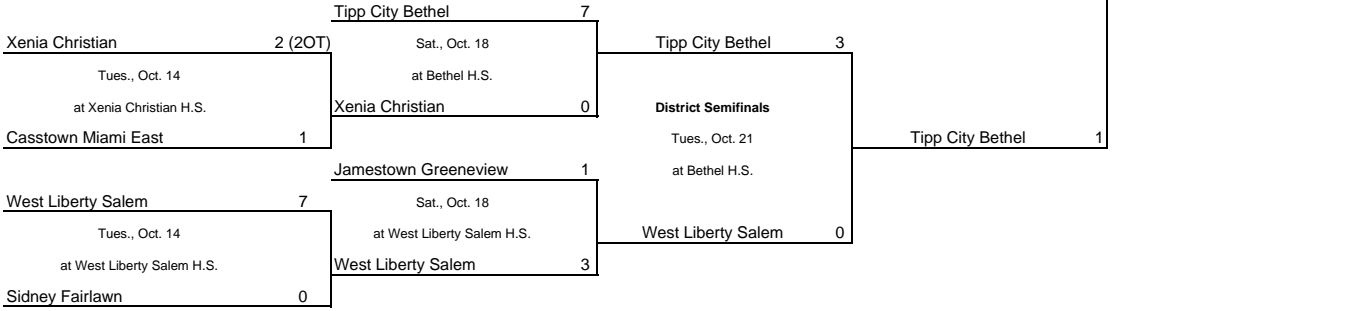 Tipp City Bethel 7
Xenia Christian 2 (2OT) Sat., Oct. 18 Tipp City Bethel 3
Tues., Oct. 14 at Bethel H.S.
at Xenia Christian H.S. Xenia Christian 0 District Semifinals
Casstown Miami East 1 Tues., Oct. 21 Tipp City Bethel 1
Jamestown Greeneview 1 at Bethel H.S.
West Liberty Salem 7 Sat., Oct. 18
Tues., Oct. 14 at West Liberty Salem H.S. West Liberty Salem 0
at West Liberty Salem H.S. West Liberty Salem 3
Sidney Fairlawn 0